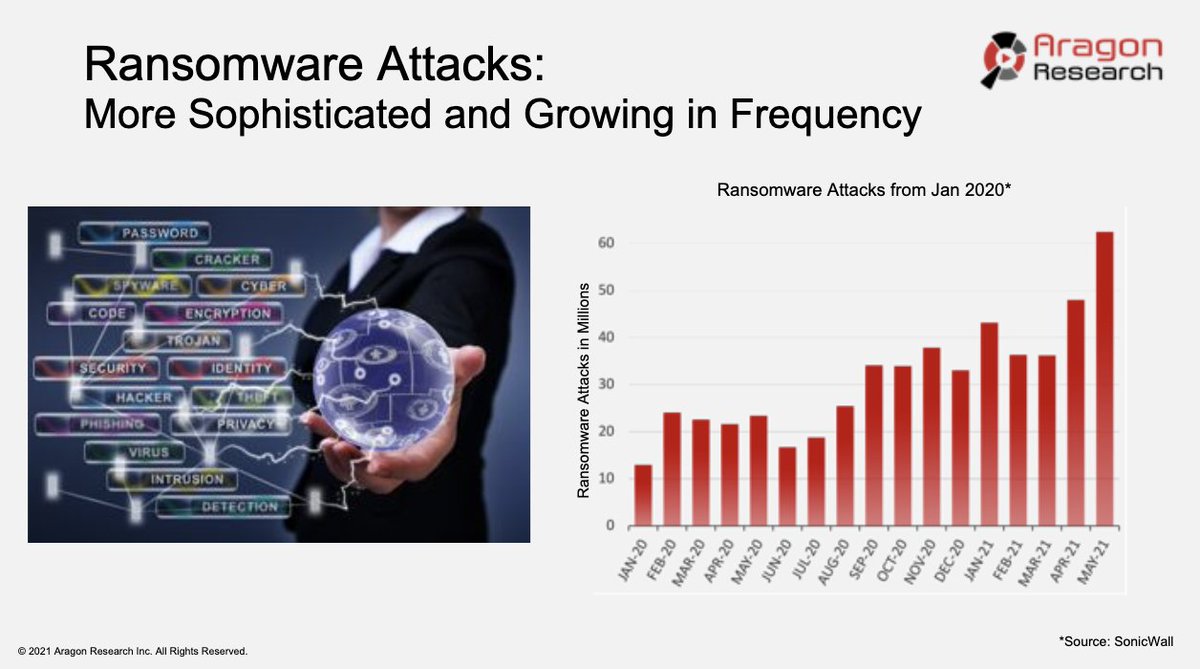 Ransomware Attacks:
More Sophisticated and Growing in Frequency
Aragon
Research
PASSWORD
CRACKER
SPYWARE
CYBER
CODE
ENCRYPTION
TROJAN
SECURITY
IDENTITY
HACKER
THEFT
PHISHING
PRIVACY
VIRUS
INTRUSION
DETECTION
Ransomware Attacks from Jan 2020*
Ransomware Attacks in Millions
60
50
40
30
20
10
0
JAN-20
FEB-20
MAR-20
APR-20
MAY-20
JUN-20
JUL-20
AUG-20
SEP-20
OCT-20
NOV-20
DEC-20
JAN-21
FEB-21
MAR-21
APR-21
MAY-21
*Source: SonicWall
© 2021 Aragon Research Inc. All Rights Reserved.